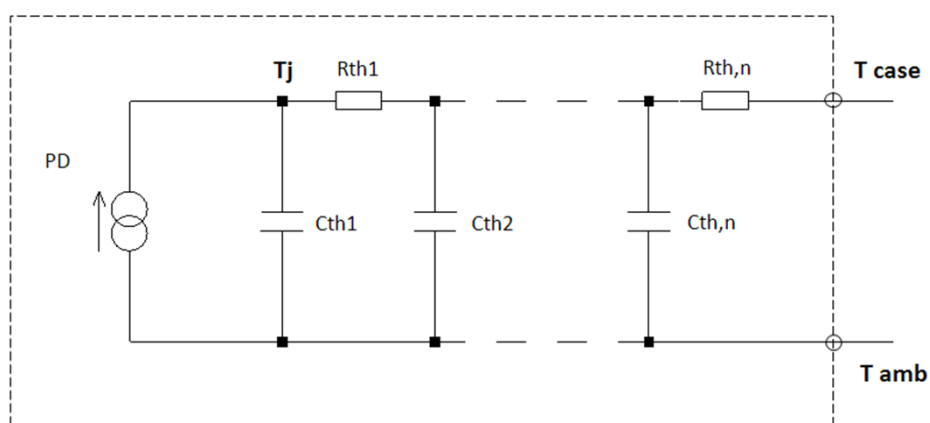 Tj
Rth1
Rth,n
T case
PD
Cth1
Cth2
Cth,n
T amb